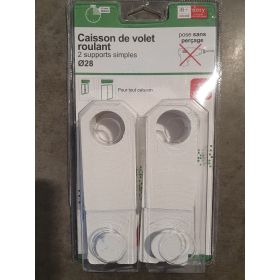 Caisson de volet
roulant
2 supports simples
Ø28
pose sans
perçage
Pour tout caisson